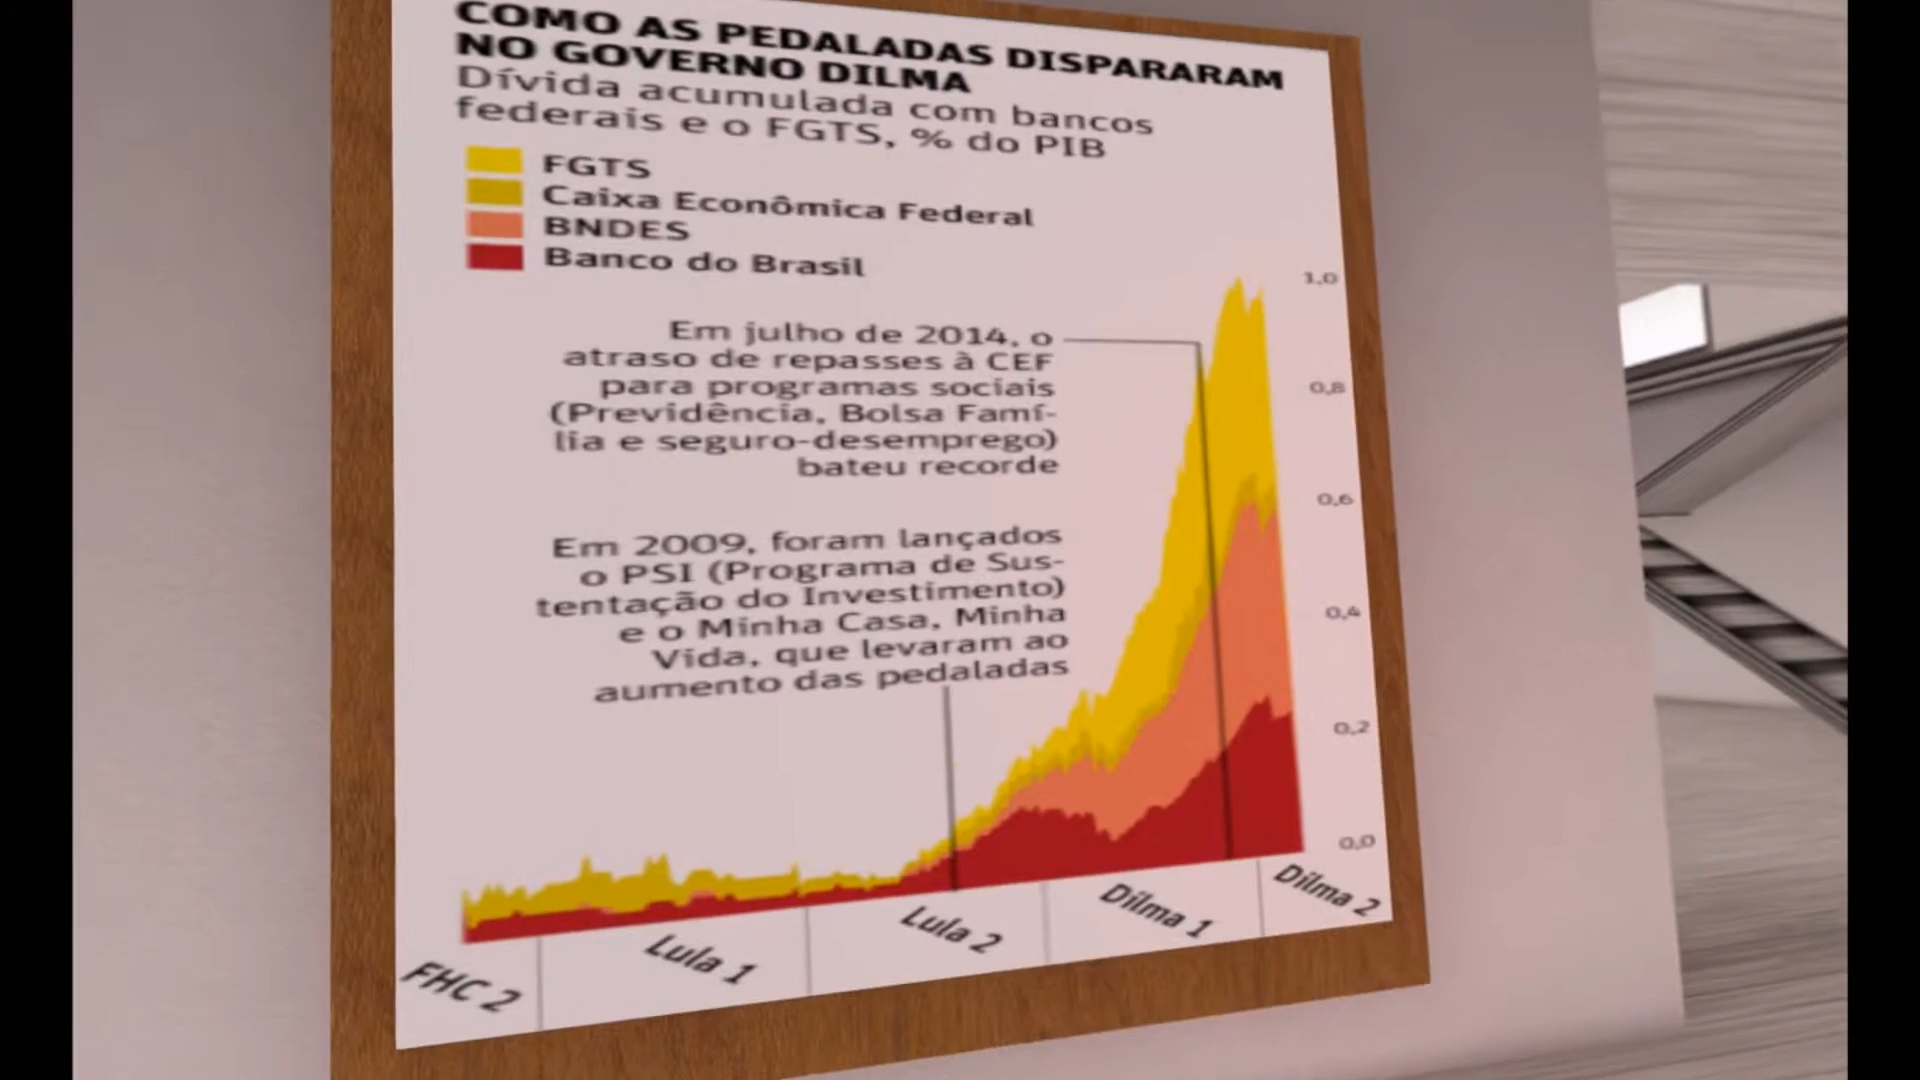 COMO AS PEDALADAS DISPARARAM
NO GOVERNO DILMA
Dívida acumulada com bancos
federais e o FGTS, % do PIB
FGTS
Caixa Econômica Federal
BNDES
Banco do Brasil
Em julho de 2014, o
atraso de repasses à CEF
para programas sociais
(Previdência, Bolsa Famí-
lia e seguro-desemprego)
bateu recorde
Em 2009, foram lançados
o PSI (Programa de Sus-
tentação do Investimento)
e o Minha Casa, Minha
Vida, que levaram ao
aumento das pedaladas
1,0
0,8
0,6
0,4
0,2
0,0
FHC 2
Lula 1
Lula 2
Dilma 1
Dilma 2